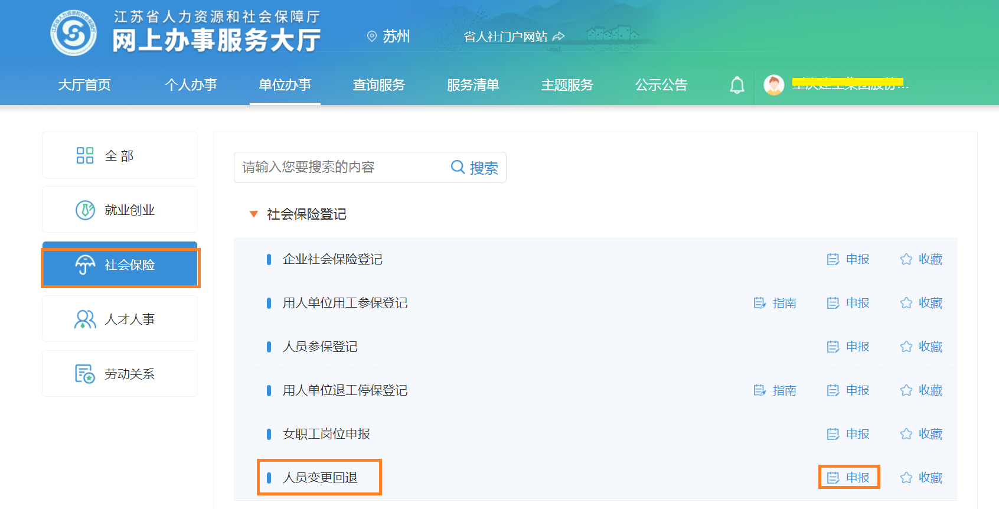 江苏省人力资源和社会保障厅
网上办事服务大厅
苏州
省人社门户网站
大厅首页 个人办事 单位办事 查询服务 服务清单 主题服务 公示公告
全 部
就业创业
社会保险
人才人事
劳动关系
请输入您要搜索的内容 搜索
社会保险登记
企业社会保险登记 申报 收藏
用人单位用工参保登记 指南 申报 收藏
人员参保登记 申报 收藏
用人单位退工停保登记 指南 申报 收藏
女职工岗位申报 申报 收藏
人员变更回退 申报 收藏